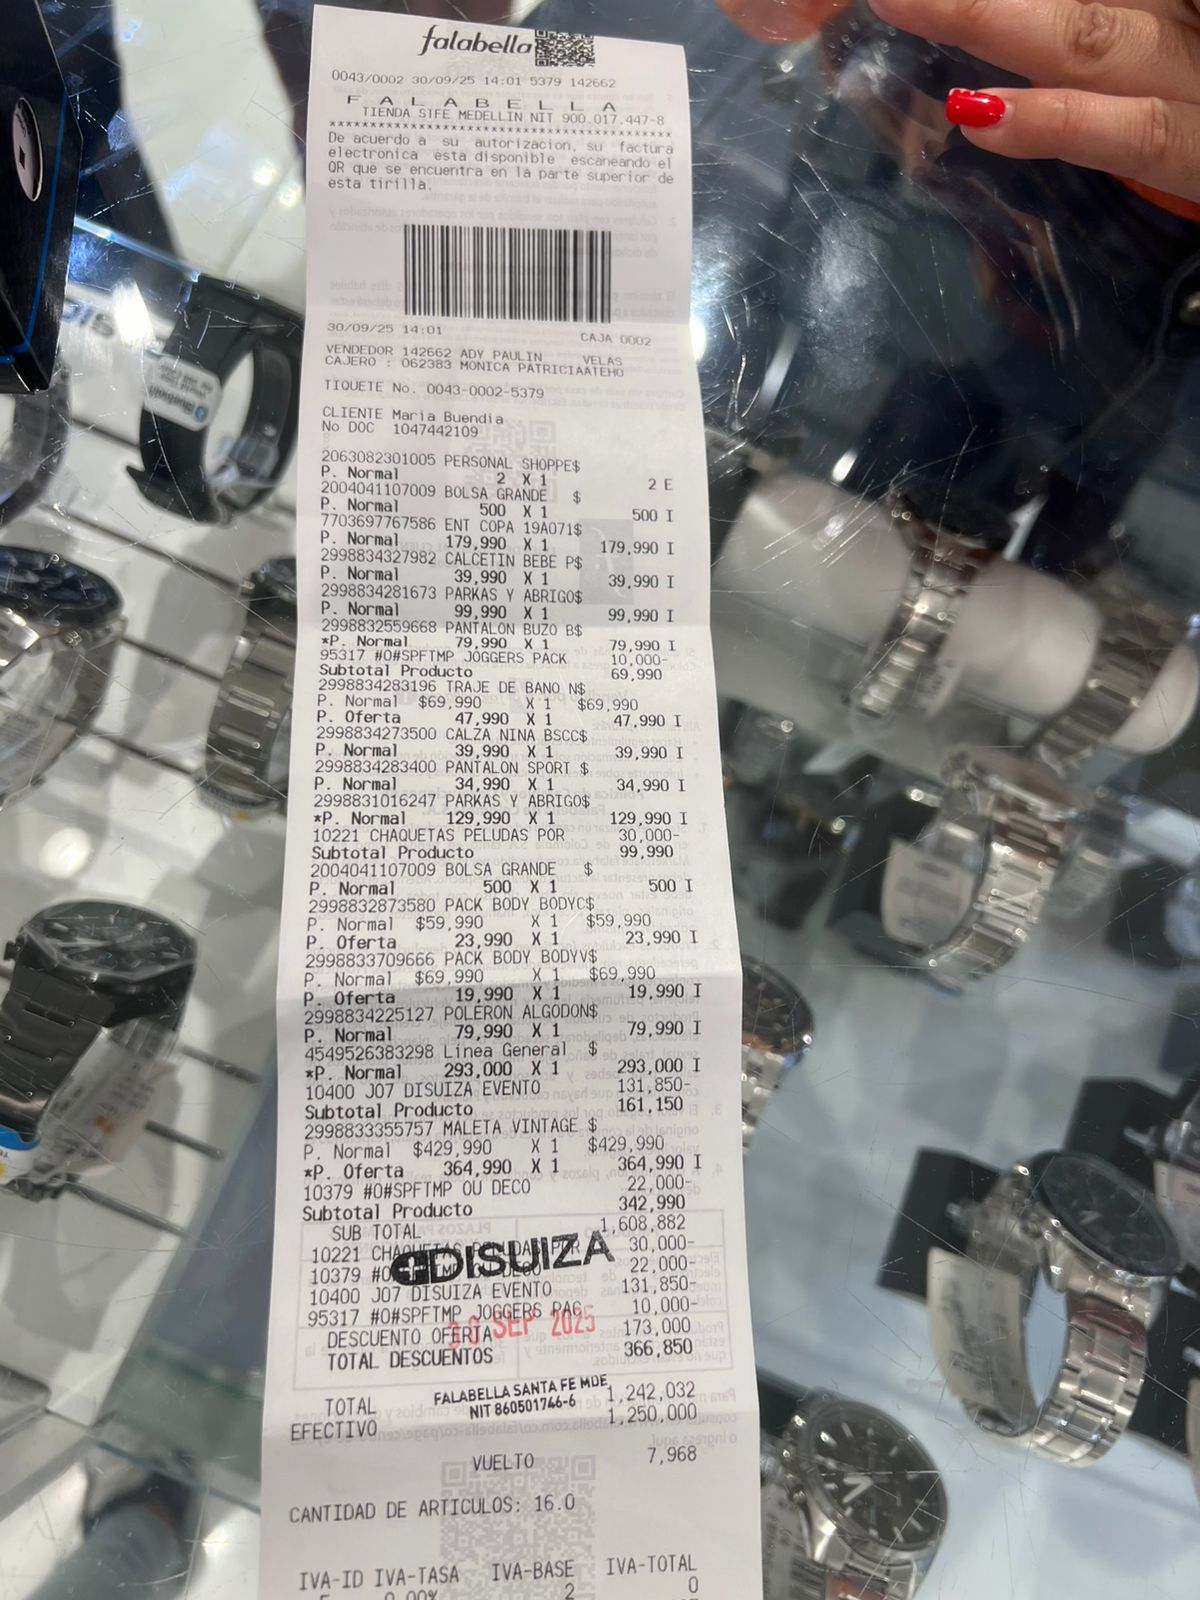 falabella
0043/0002 30/09/25 14:01 5379 142662
F A L A B E L L A
TIENDA STFE MEDELLIN NIT 900.017.447-8
******************************************
De acuerdo a su autorizacion, su factura
electronica esta disponible escaneando el
QR que se encuentra en la parte superior de
esta tirilla.
30/09/25 14:01 CAJA 0002
VENDEDOR 142662 ADY PAULIN VELAS
CAJERO : 062383 MONICA PATRICIAATEHO
TIQUETE No. 0043-0002-5379
CLIENTE Maria Buendia
No DOC 1047442109
2063082301005 PERSONAL SHOPPE$
P. Normal 2 X 1 2 E
2004041107009 BOLSA GRANDE $
P. Normal 500 X 1 500 I
7703697767586 ENT COPA 19A071$
P. Normal 179,990 X 1 179,990 I
2998834327982 CALCETIN BEBE P$
P. Normal 39,990 X 1 39,990 I
2998834281673 PARKAS Y ABRIGO$
P. Normal 99,990 X 1 99,990 I
2998832559668 PANTALON BUZO B$
*P. Normal 79,990 X 1 79,990 I
95317 #O#SPFTMP JOGGERS PACK 10,000-
Subtotal Producto 69,990
2998834283196 TRAJE DE BANO N$
P. Normal $69,990 X 1 $69,990
P. Oferta 47,990 X 1 47,990 I
2998834273500 CALZA NINA BSCC$
P. Normal 39,990 X 1 39,990 I
2998834283400 PANTALON SPORT $
P. Normal 34,990 X 1 34,990 I
2998831016247 PARKAS Y ABRIGO$
*P. Normal 129,990 X 1 129,990 I
10221 CHAQUETAS PELUDAS POR 30,000-
Subtotal Producto 99,990
2004041107009 BOLSA GRANDE $
P. Normal 500 X 1 500 I
2998832873580 PACK BODY BODYC$
P. Normal $59,990 X 1 $59,990
P. Oferta 23,990 X 1 23,990 I
2998833709666 PACK BODY BODYV$
P. Normal $69,990 X 1 $69,990
P. Oferta 19,990 X 1 19,990 I
2998834225127 POLERON ALGODON$
P. Normal 79,990 X 1 79,990 I
4549526383298 Linea General $
*P. Normal 293,000 X 1 293,000 I
10400 J07 DISUIZA EVENTO 131,850-
Subtotal Producto 161,150
2998833355757 MALETA VINTAGE $
P. Normal $429,990 X 1 $429,990
*P. Oferta 364,990 X 1 364,990 I
10379 #O#SPFTMP OU DECO 22,000-
Subtotal Producto 342,990
SUB TOTAL 1,608,882
10221 CHAQUETAS POR 30,000-
DISUIZA
10379 OU DECO 22,000-
10400 J07 DISUIZA EVENTO 131,850-
95317 #O#SPFTMP JOGGERS PAC 10,000-
SEP 2025
DESCUENTO OFERTA 173,000
TOTAL DESCUENTOS 366,850
FALABELLA SANTA FE MDE
NIT 860501746-6
TOTAL 1,242,032
EFECTIVO 1,250,000
VUELTO 7,968
CANTIDAD DE ARTICULOS: 16.0
IVA-ID IVA-TASA IVA-BASE IVA-TOTAL
0.00% 2 0